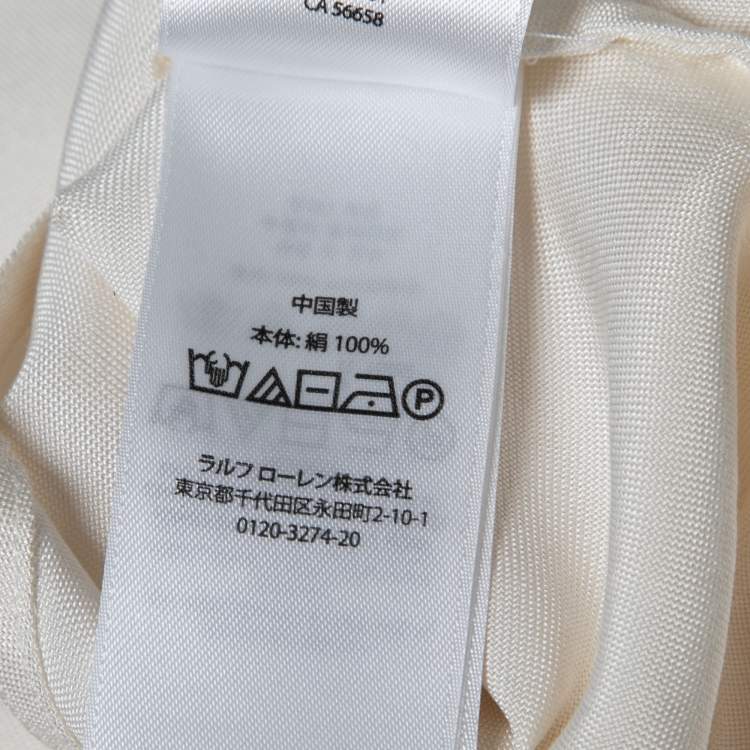 CA 56658
中国製
本体: 絹 100%
P
ラルフ ローレン株式会社
東京都千代田区永田町2-10-1
0120-3274-20